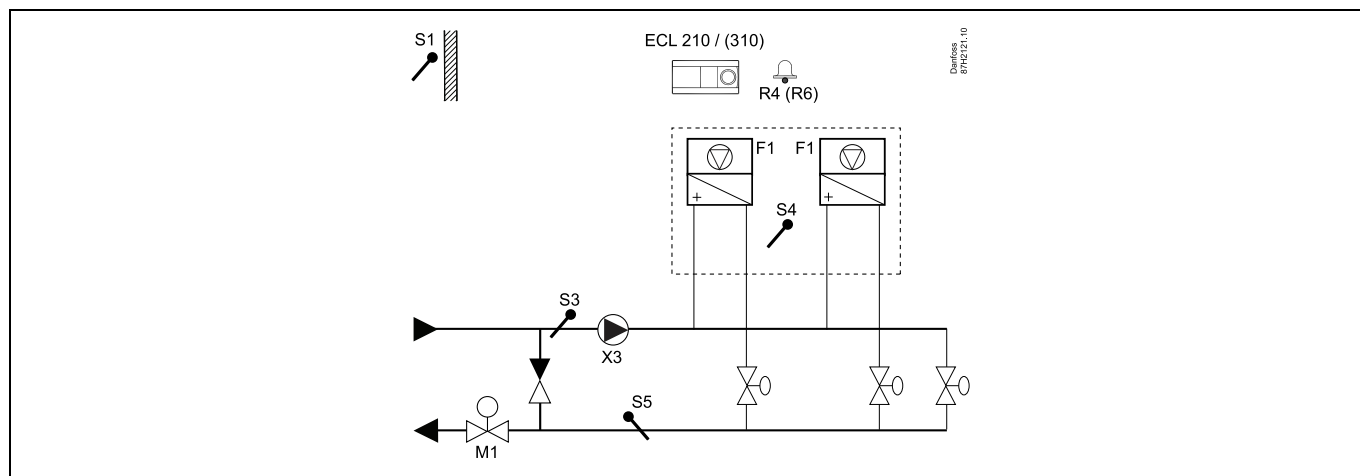 S1
ECL 210 / (310)
Danfoss
87H2121.10
R4 (R6)
F1
F1
+
+
S4
S3
X3
S5
M1